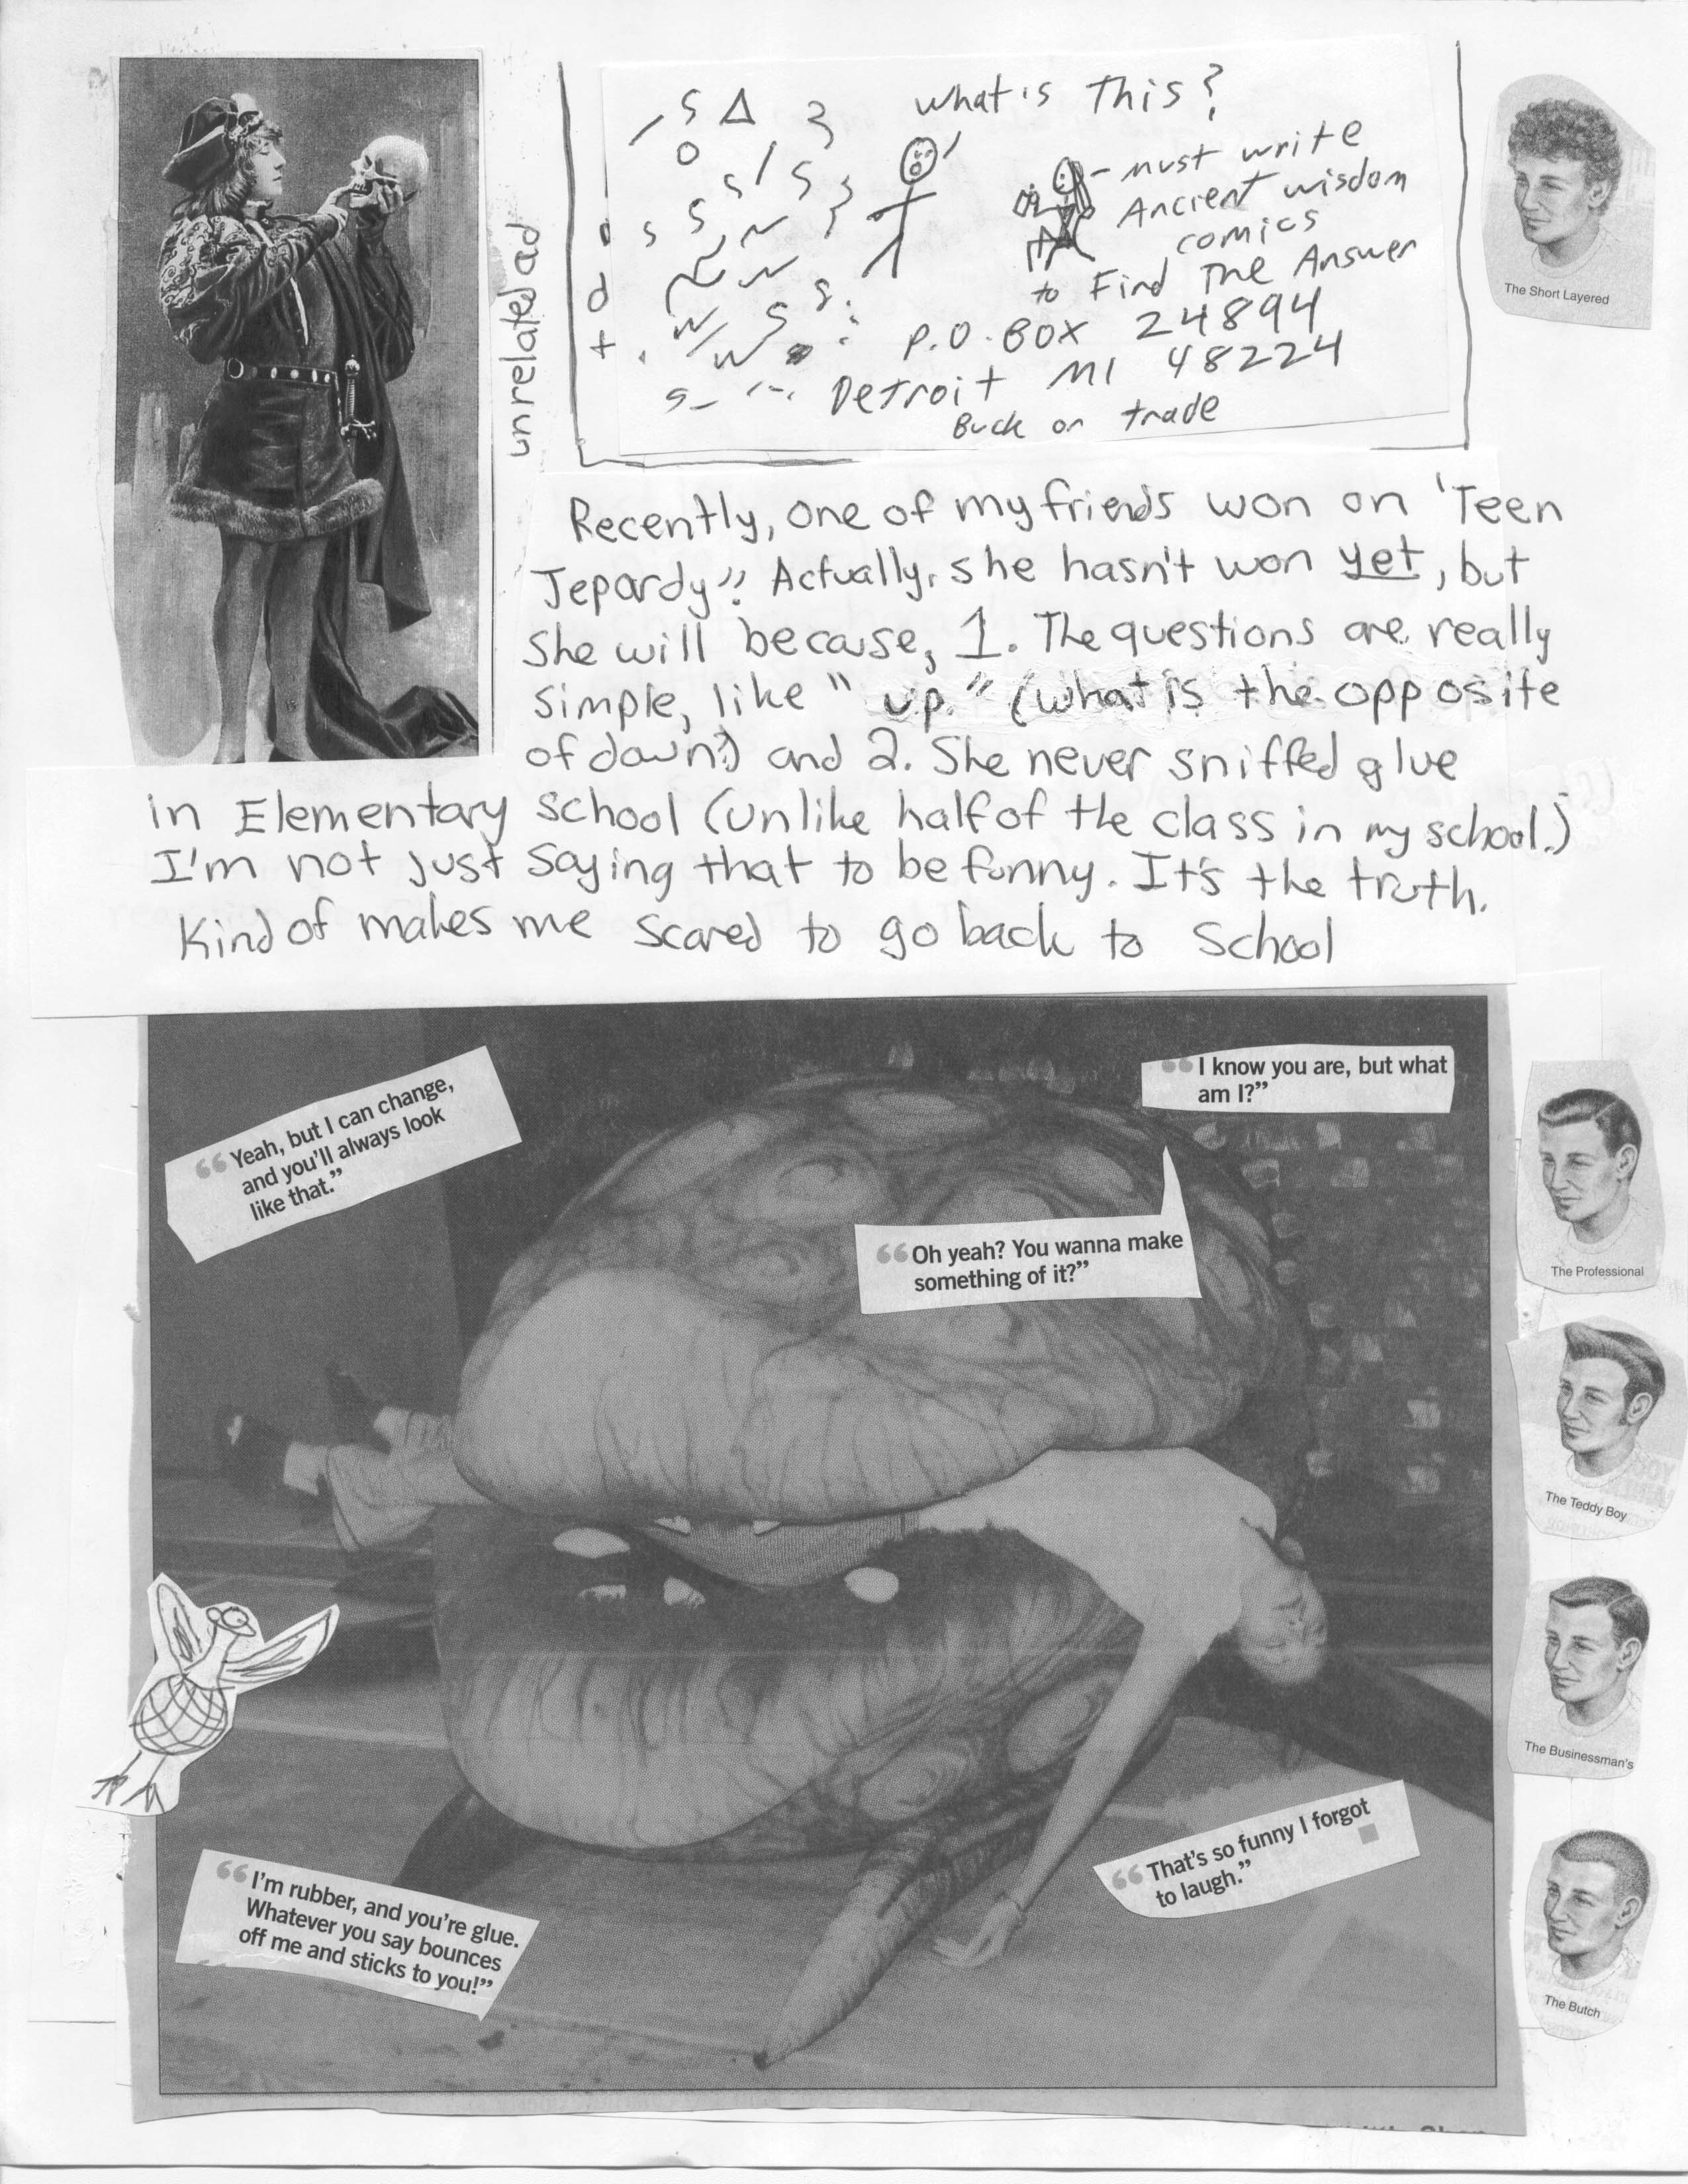 unrelated ad
What is This?
- must write
Ancient wisdom
comics
to Find The Answer
P.O. BOX 24894
Detroit MI 48224
Buck or trade
The Short Layered
Recently, one of my friends won on 'Teen
Jepardy"! Actually, she hasn't won yet, but
she will because, 1. The questions are really
simple, like "up." (what is the opposite
of down?) and 2. She never sniffed glue
in Elementary school (unlike half of the class in my school.)
I'm not just saying that to be funny. It's the truth.
Kind of makes me scared to go back to school
“Yeah, but I can change,
and you'll always look
like that.”
“I know you are, but what
am I?”
“Oh yeah? You wanna make
something of it?”
The Professional
The Teddy Boy
The Businessman's
“That's so funny I forgot
to laugh.”
“I'm rubber, and you're glue.
Whatever you say bounces
off me and sticks to you!”
The Butch